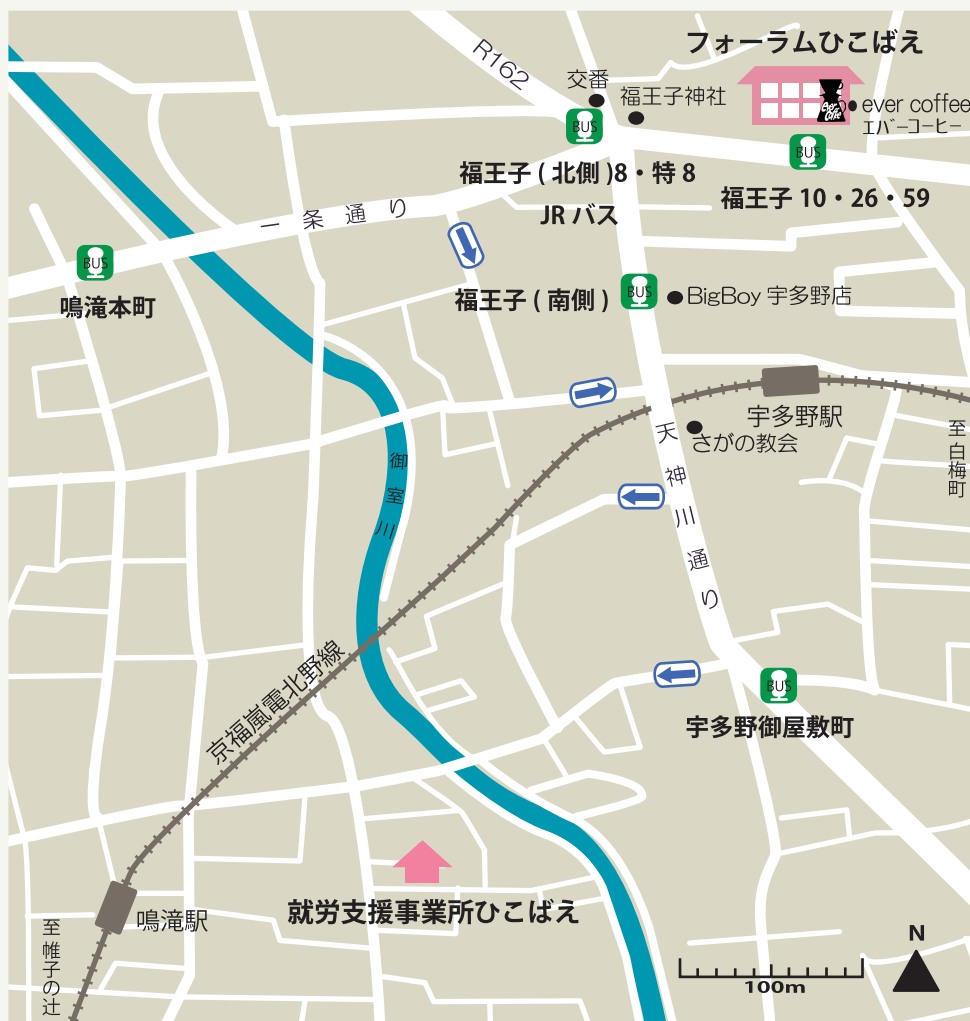 フォーラムひこばえ
R162
交番
福王子神社
ever coffee
エバーコーヒー
BUS
福王子(北側)8・特8
JRバス
BUS
福王子10・26・59
一条通り
BUS
鳴滝本町
福王子(南側)
BUS
BigBoy 宇多野店
宇多野駅
さがの教会
至白梅町
御室川
天神川通り
京福嵐電北野線
BUS
宇多野御屋敷町
就労支援事業所ひこばえ
鳴滝駅
至帷子の辻
N
100m